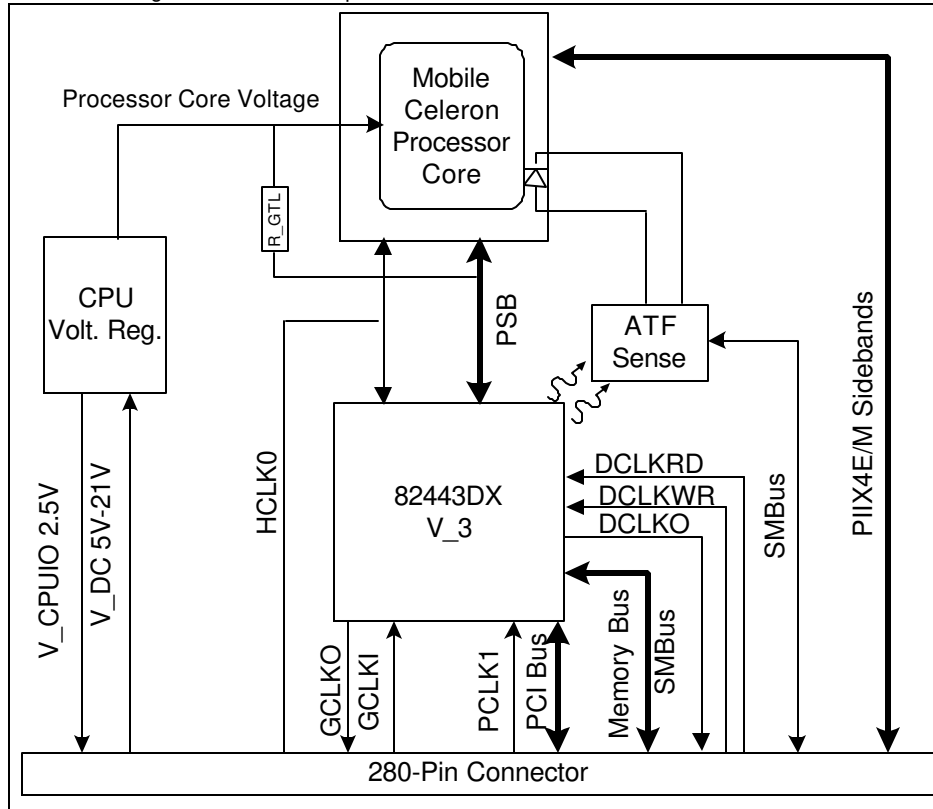 Mobile
Celeron
Processor
Core
Processor Core Voltage
R_GTL
CPU
Volt. Reg.
PSB
ATF
Sense
PIIX4E/M Sidebands
HCLK0
82443DX
V_3
DCLKRD
DCLKWR
DCLKO
SMBus
V_CPUIO 2.5V
V_DC 5V-21V
GCLKO
GCLKI
PCLK1
PCI Bus
Memory Bus
SMBus
280-Pin Connector